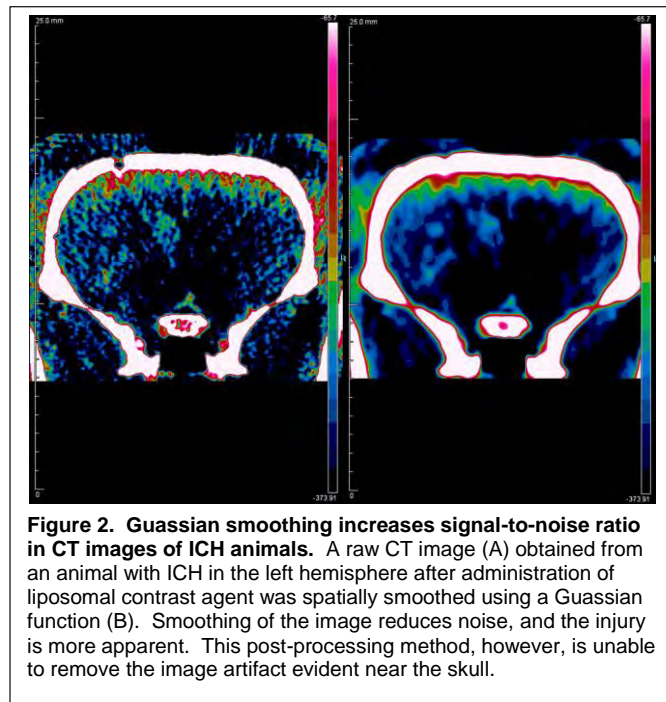 25.0 mm
-65.7
25.0 mm
-65.7
R
R
0
-373.91
0
-373.91
Figure 2. Guassian smoothing increases signal-to-noise ratio
in CT images of ICH animals. A raw CT image (A) obtained from
an animal with ICH in the left hemisphere after administration of
liposomal contrast agent was spatially smoothed using a Guassian
function (B). Smoothing of the image reduces noise, and the injury
is more apparent. This post-processing method, however, is unable
to remove the image artifact evident near the skull.